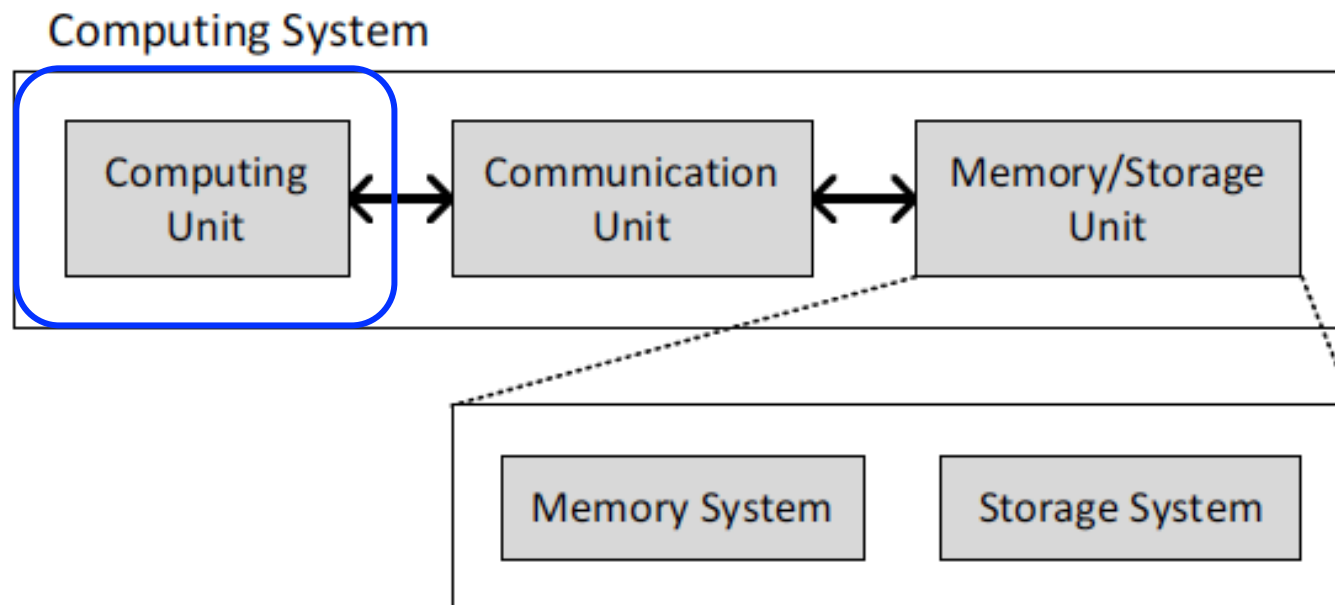 Computing System
Computing
Unit
Communication
Unit
Memory/Storage
Unit
Memory System
Storage System